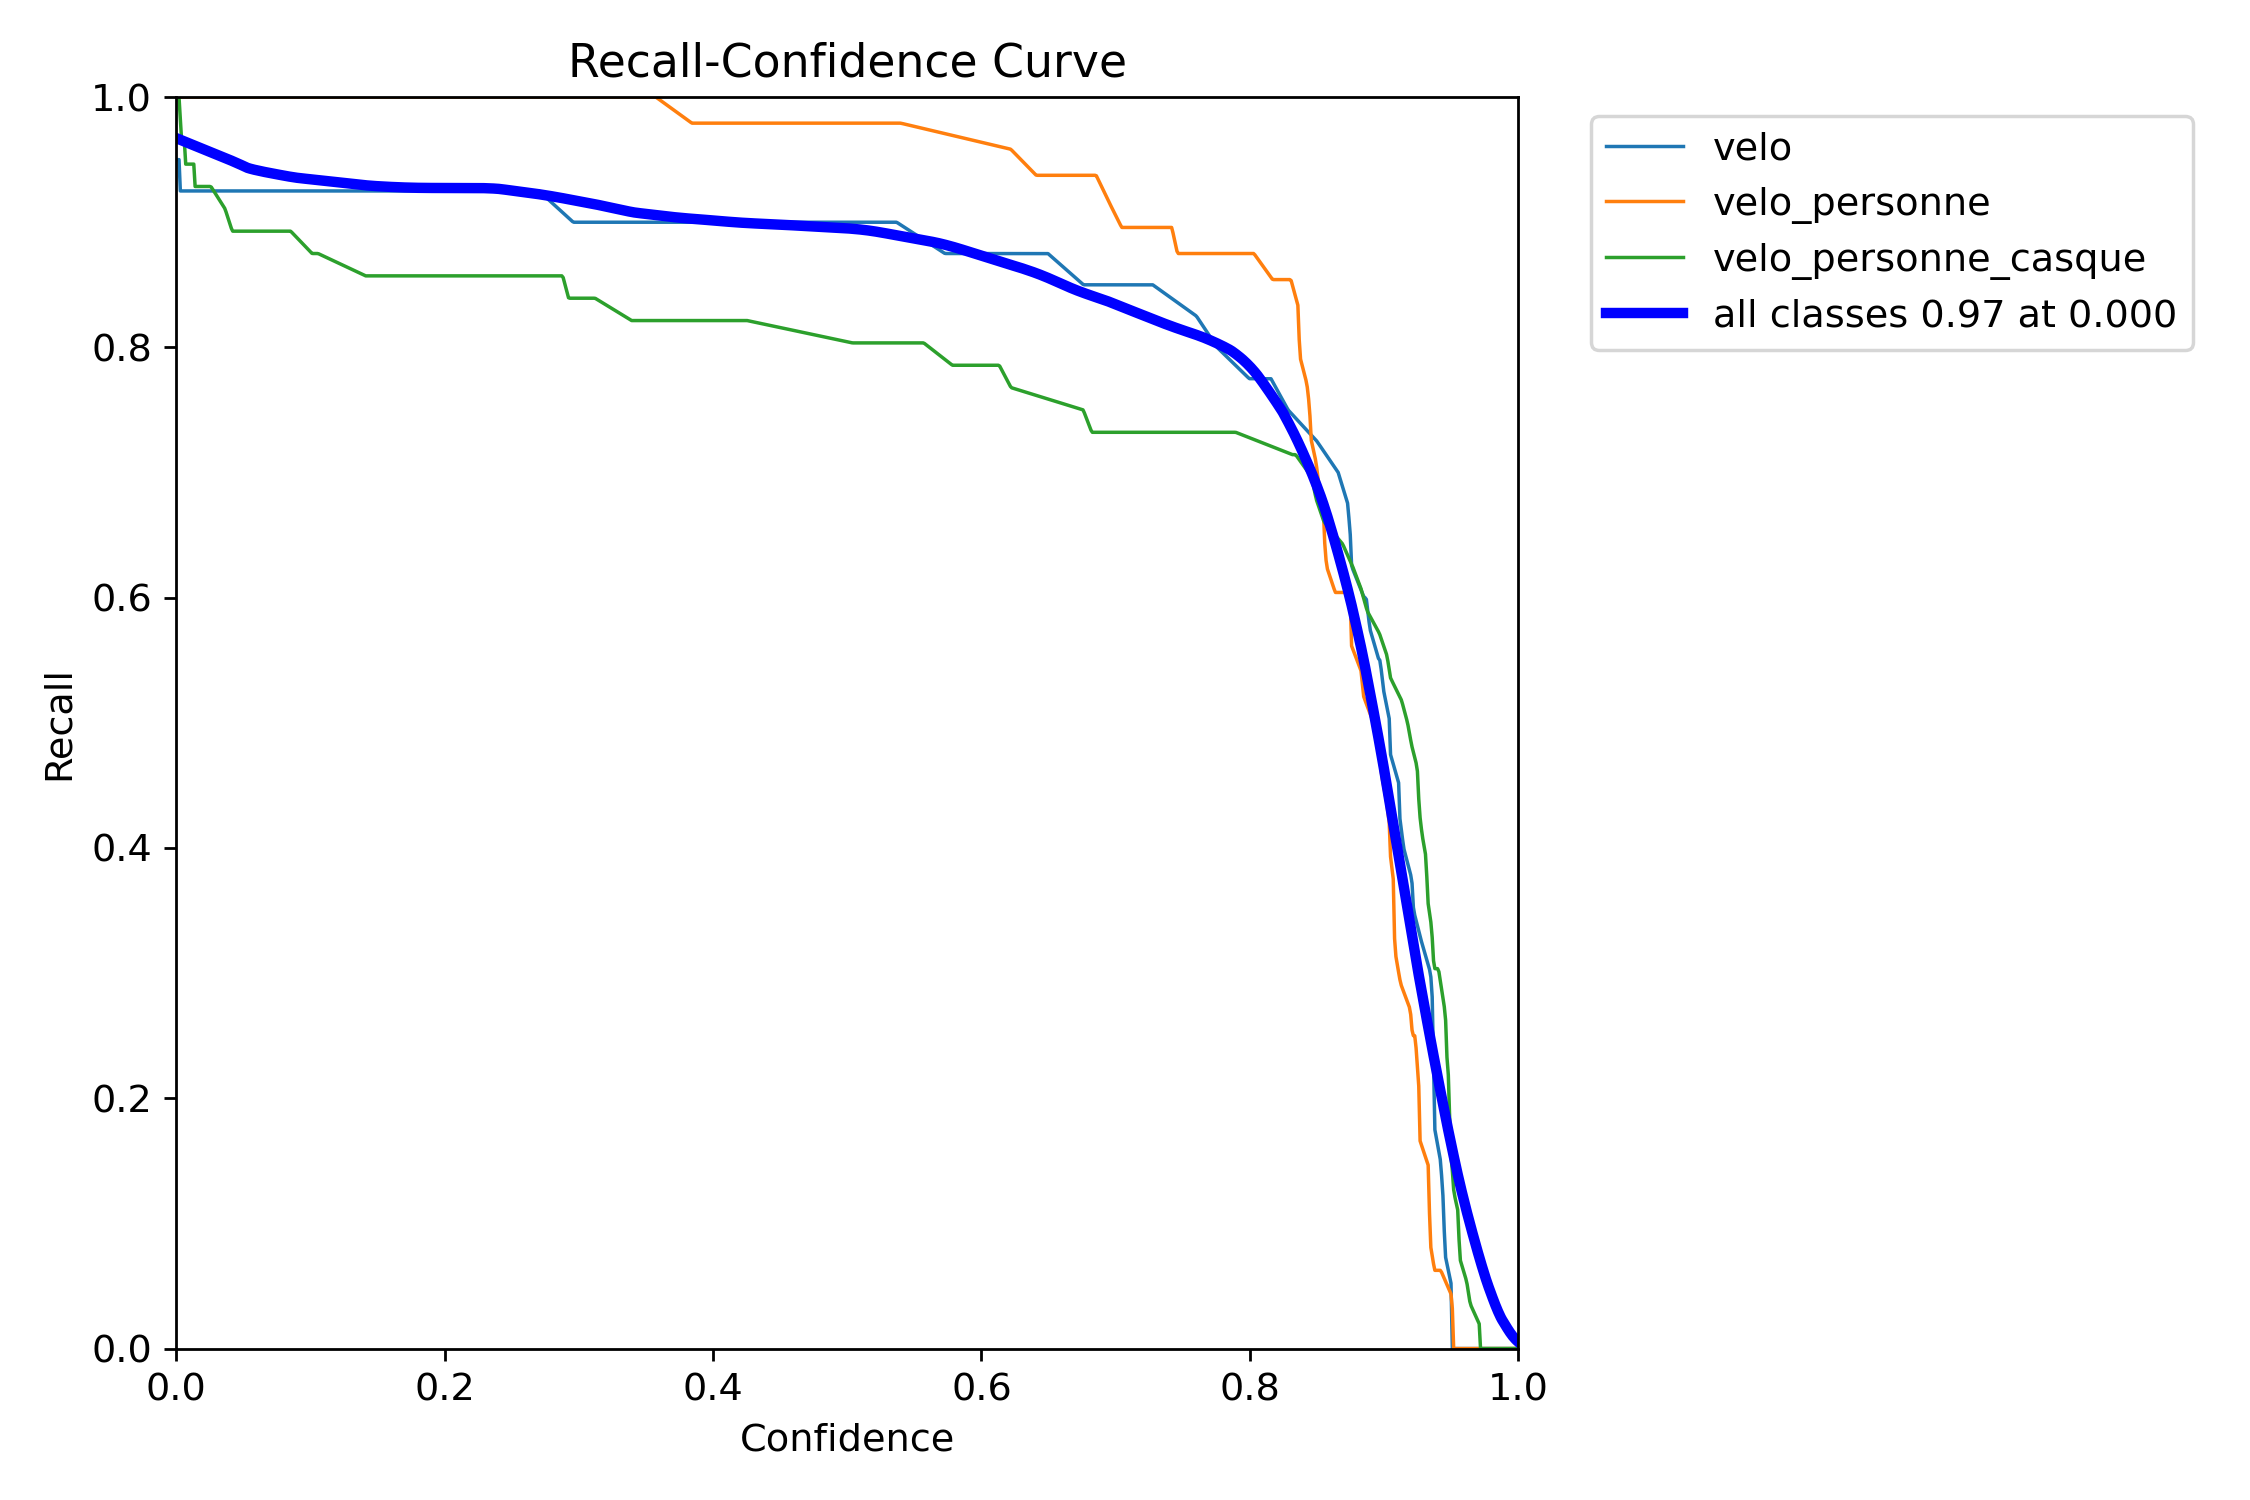 Recall-Confidence Curve
1.0
0.8
0.6
0.4
0.2
0.0
Recall
0.0 0.2 0.4 0.6 0.8 1.0
Confidence
velo
velo_personne
velo_personne_casque
all classes 0.97 at 0.000